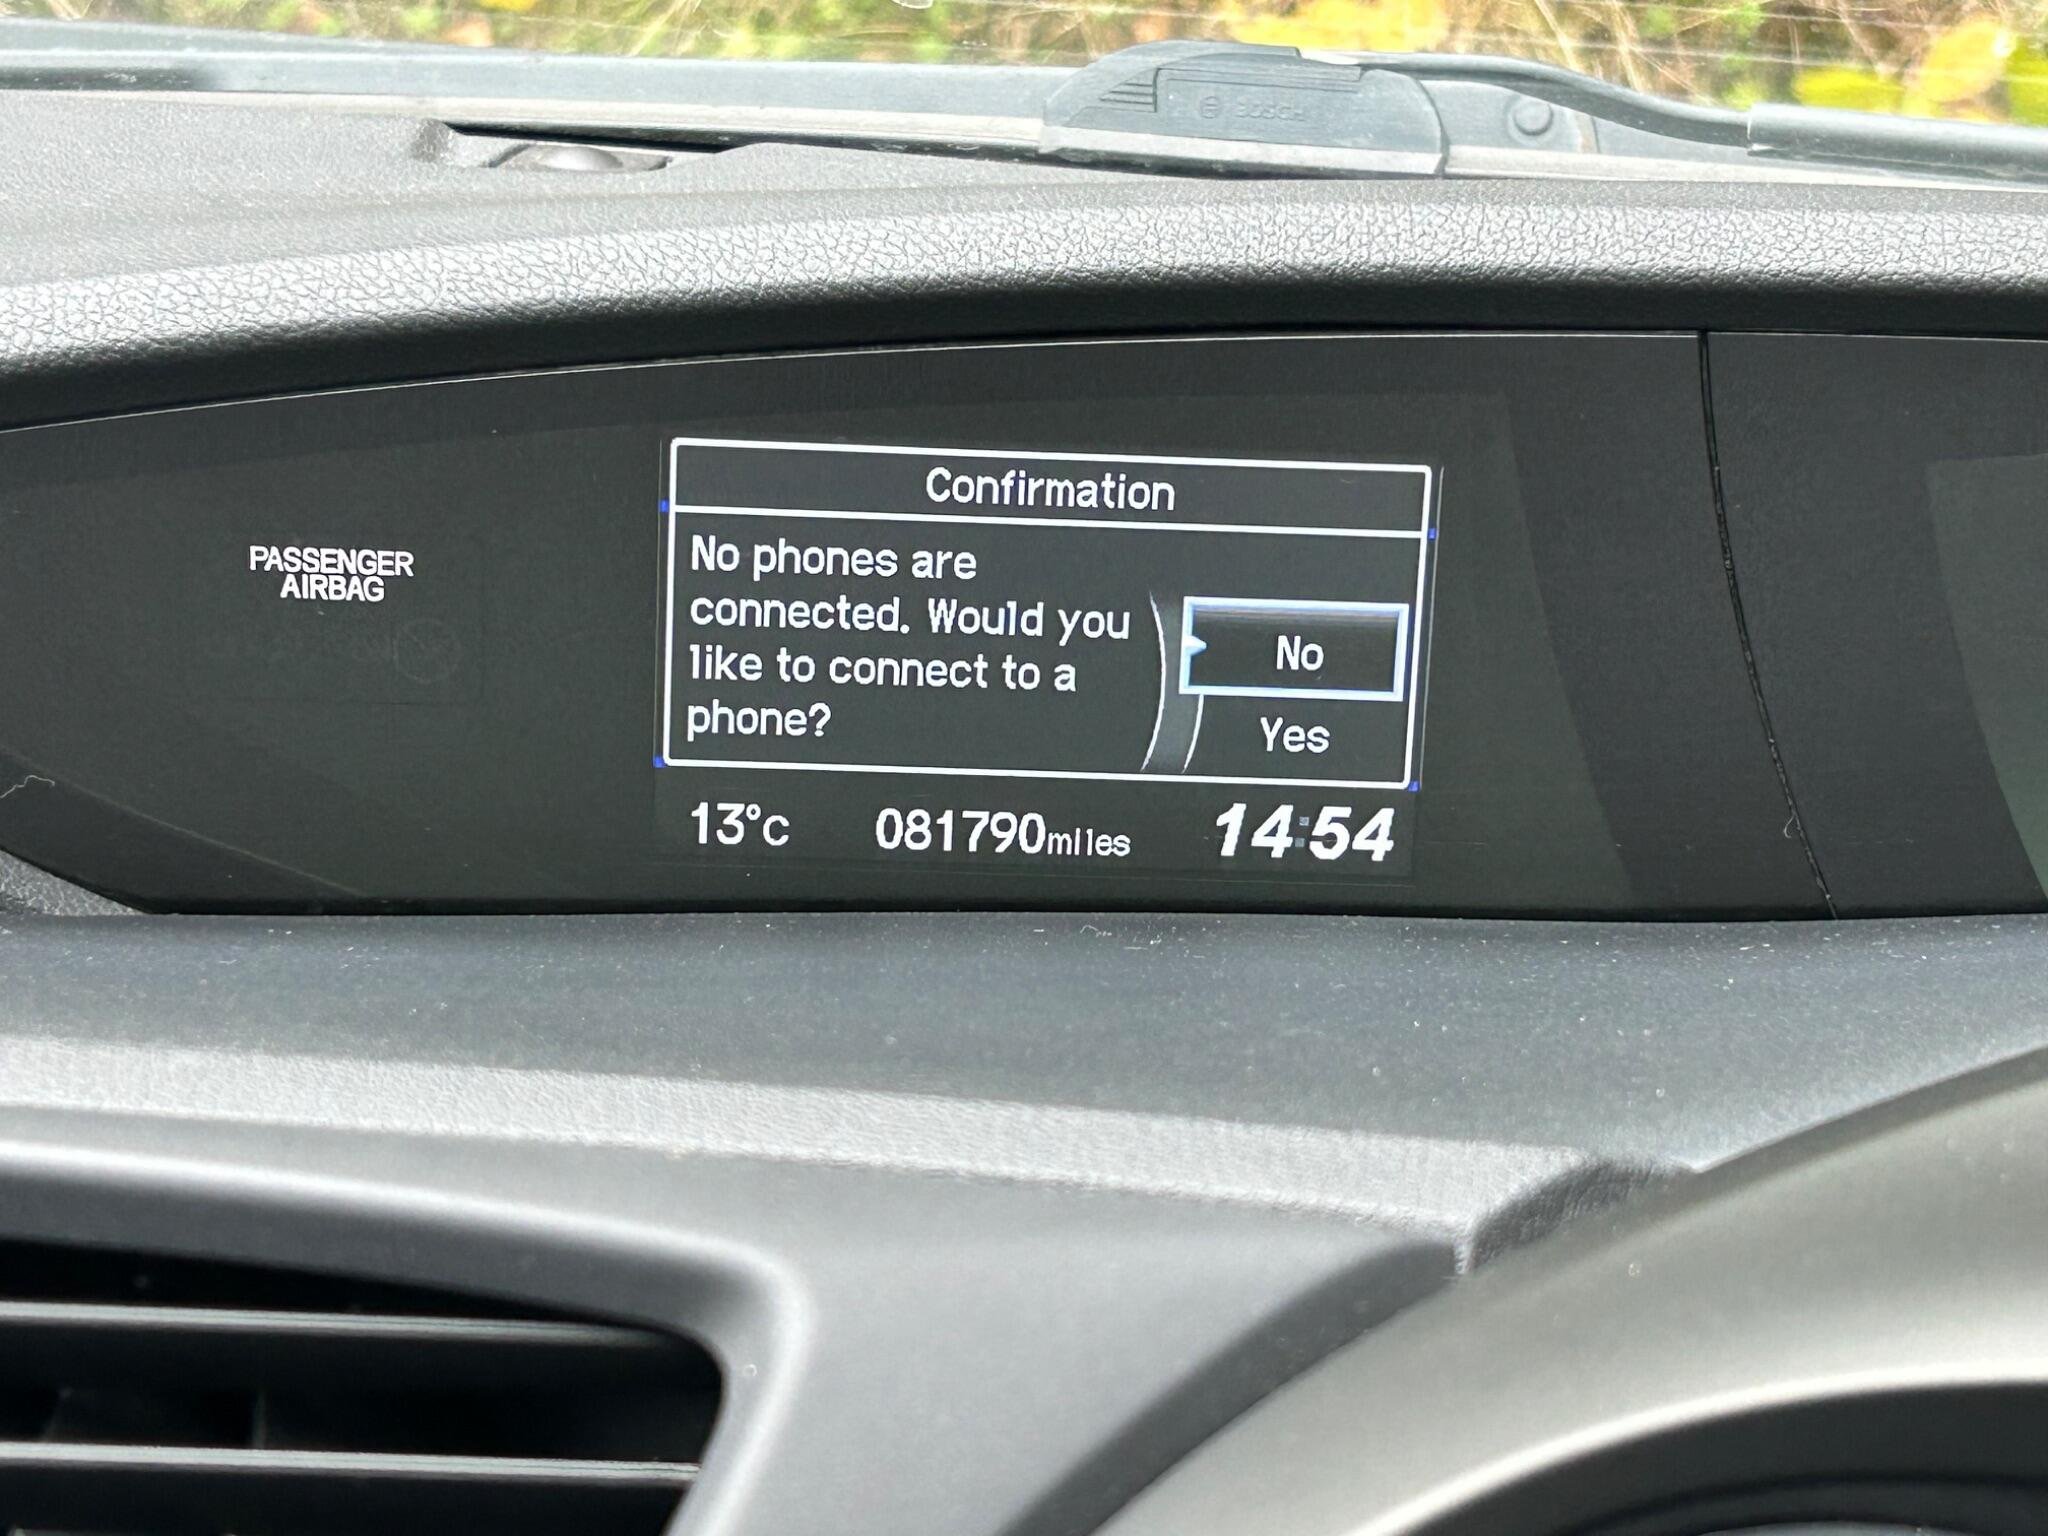 BOSCH
PASSENGER
AIRBAG
Confirmation
No phones are
connected. Would you
like to connect to a
phone?
No
Yes
13°C 081790miles 14:54